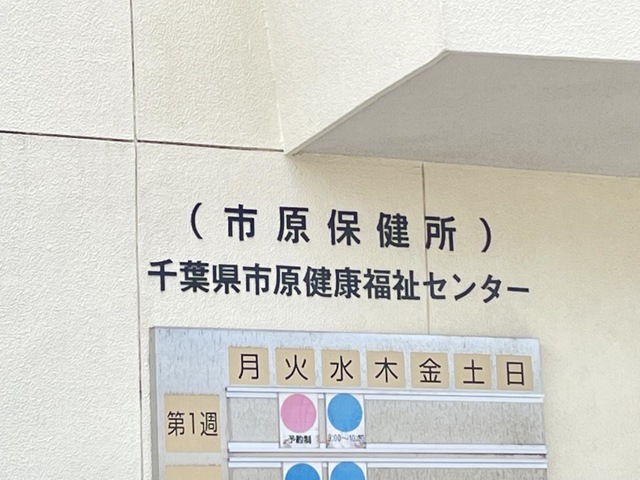 （市原保健所）
千葉県市原健康福祉センター
月 火 水 木 金 土 日
第1週
予約制